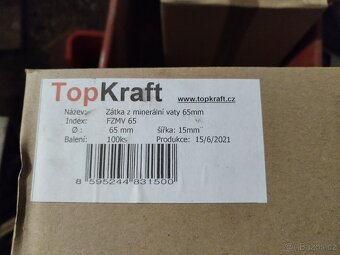 TopKraft www.topkraft.cz
Název: Zátka z minerální vaty 65mm
Index: FZMV 65
Ø : 65 mm šířka: 15mm
Balení: 100ks Produkce: 15/6/2021
8 595244 831500